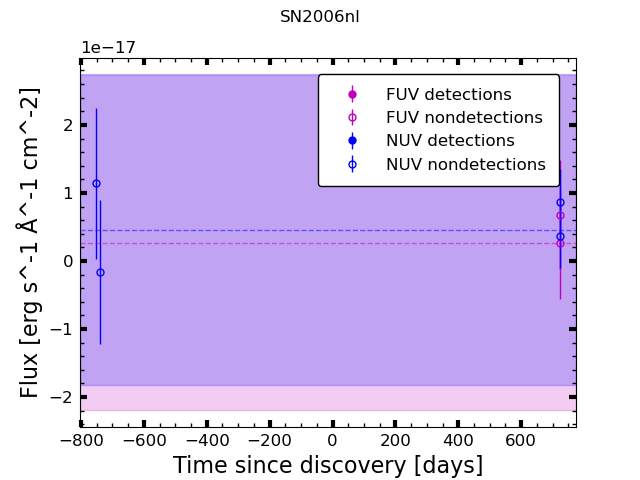 SN2006nl
1e−17
FUV detections
FUV nondetections
NUV detections
NUV nondetections
2
1
0
−1
−2
Flux [erg s^-1 Å^-1 cm^-2]
−800 −600 −400 −200 0 200 400 600
Time since discovery [days]